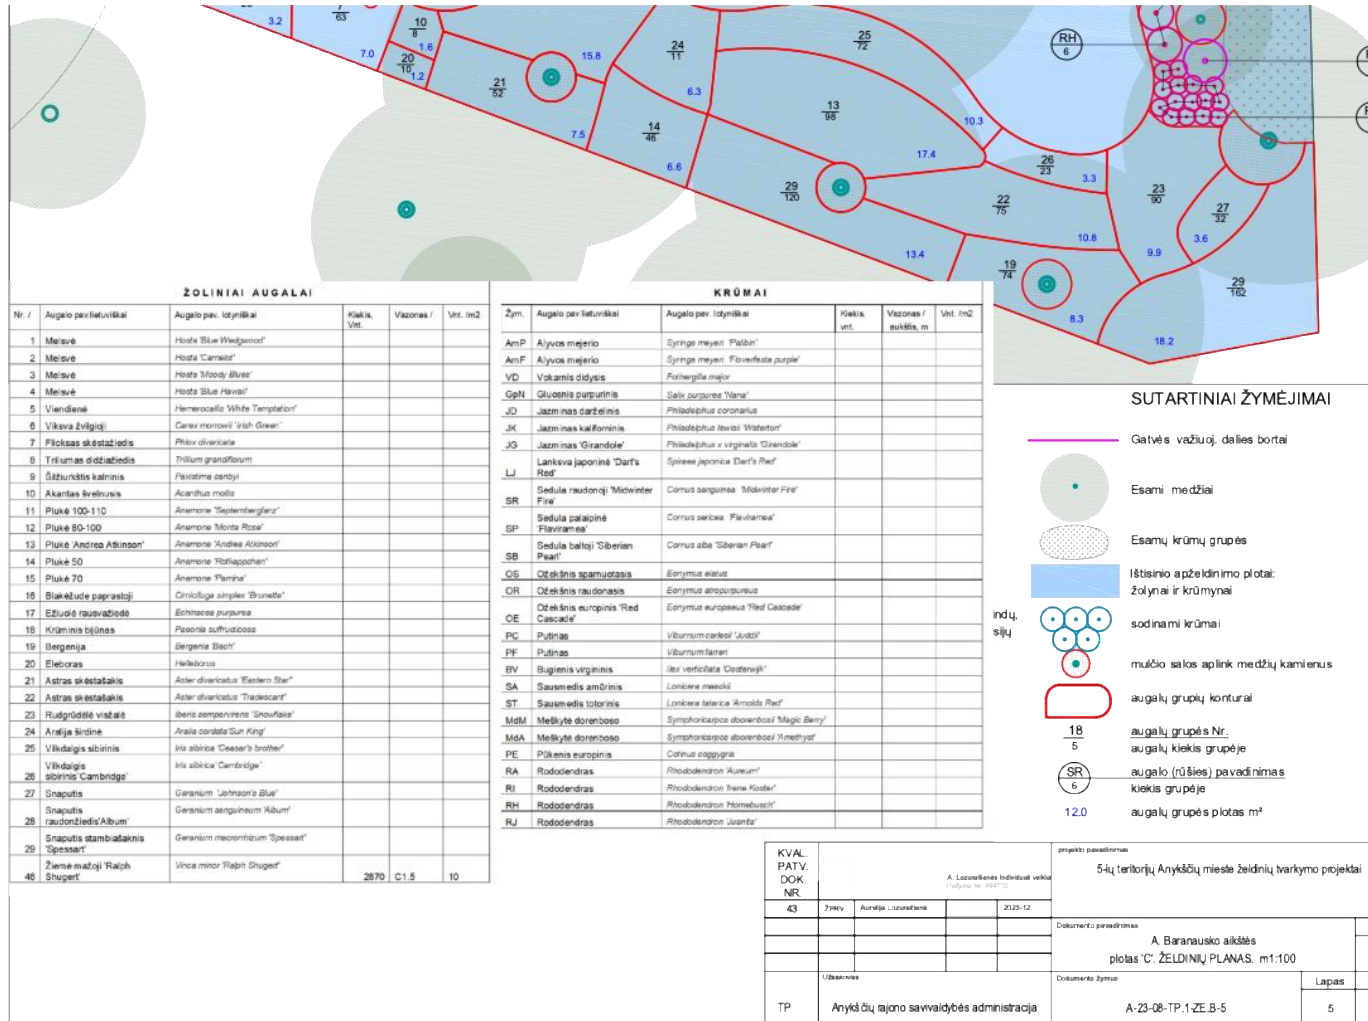 3.2
63
7.0
10
8
1.6
20
10
1.2
21
52
15.8
7.5
24
11
6.3
14
46
6.6
25
72
13
98
10.3
17.4
29
120
13.4
26
23
3.3
22
75
10.8
19
74
8.3
23
90
9.9
27
32
3.6
29
162
18.2
RH
6
ŽOLINIAI AUGALAI
Nr. / Augalo pav.lietuviškai Augalo pav. lotyniškai Kiekis, Vnt. Vazonas / Vnt. /m2
1 Melsvė Hosta 'Blue Wedgwood'
2 Melsvė Hosta 'Camelot'
3 Melsvė Hosta 'Moody Blues'
4 Melsvė Hosta 'Blue Hawaii'
5 Viendienė Hemerocallis 'White Temptation'
6 Viksva žvilgioji Carex morrowii 'Irish Green'
7 Flioksas skėstažiedis Phlox divaricata
8 Triliumas didžiažiedis Trillium grandiflorum
9 Šilžiurkštis kalninis Paxistima canbyi
10 Akantas švelnusis Acanthus mollis
11 Plukė 100-110 Anemone 'Septemberglanz'
12 Plukė 80-100 Anemone 'Monte Rosa'
13 Plukė 'Andrea Atkinson' Anemone 'Andrea Atkinson'
14 Plukė 50 Anemone 'Rotkappchen'
15 Plukė 70 Anemone 'Pamina'
16 Blakėžudė paprastoji Cimicifuga simplex 'Brunette'
17 Ežiuolė rausvažiedė Echinacea purpurea
18 Krūminis bijūnas Paeonia suffruticosa
19 Bergenija Bergenia 'Bach'
20 Eleboras Helleborus
21 Astras skėstašakis Aster divaricatus 'Eastern Star'
22 Astras skėstašakis Aster divaricatus 'Tradescant'
23 Rudgrūdėlė visžalė Iberis sempervirens 'Snowflake'
24 Aralija širdinė Aralia cordata'Sun King'
25 Vilkdalgis sibirinis Iris sibirica 'Ceasar's brother'
26 Vilkdalgis sibirinis'Cambridge' Iris sibirica'Cambridge'
27 Snaputis Geranium 'Johnson's Blue'
28 Snaputis raudonžiedis'Album' Geranium sanguineum 'Album'
29 Snaputis stambiašaknis 'Spessart' Geranium macrorrhizum 'Spessart'
46 Žiemė mažoji 'Ralph Shugert' Vinca minor 'Ralph Shugert' 2870 C1.5 10
KRŪMAI
Žym. Augalo pav.lietuviškai Augalo pav. lotyniškai Kiekis, vnt. Vazonas / aukštis, m Vnt. /m2
AmP Alyvos mejerio Syringa meyeri 'Palibin'
AmF Alyvos mejerio Syringa meyeri 'Flowerfesta purple'
VD Vokamis didysis Fothergilla major
GpN Gluosnis purpurinis Salix purpurea 'Nana'
JD Jazminas darželinis Philadelphus coronarius
JK Jazminas kalifominis Philadelphus lewisii 'Waterton'
JG Jazminas 'Girandole' Philadelphus x virginalis 'Girandole'
LJ Lanksva japoninė 'Dart's Red' Spiraea japonica 'Dart's Red'
SR Sedula raudonoji 'Midwinter Fire' Cornus sanguinea 'Midwinter Fire'
SP Sedula palaipinė 'Flaviramea' Cornus sericea 'Flaviramea'
SB Sedula baltoji 'Siberian Pearl' Cornus alba 'Siberian Pearl'
OS Ožekšnis sparnuotasis Eonymus alatus
OR Ožekšnis raudonasis Eonymus atropurpureus
OE Ožekšnis europinis 'Red Cascade' Eonymus europaeus 'Red Cascade'
PC Putinas Viburnum carlesii 'Juddii'
PF Putinas Viburnum farreri
BV Bugienis virgininis Ilex verticillata 'Oosterwijk'
SA Sausmedis amūrinis Lonicera maackii
ST Sausmedis totorinis Lonicera tatarica 'Arnolds Red'
MdM Meškytė dorenboso Symphoricarpos doorenbosii 'Magic Berry'
MdA Meškytė dorenboso Symphoricarpos doorenbosii 'Amethyst'
PE Pūkenis europinis Cotinus coggygria
RA Rododendras Rhododendron 'Aureum'
RI Rododendras Rhododendron 'Irene Koster'
RH Rododendras Rhododendron 'Homebusch'
RJ Rododendras Rhododendron 'Juanita'
SUTARTINIAI ŽYMĖJIMAI
Gatvės važiuoj. dalies bortai
Esami medžiai
Esamų krūmų grupės
Ištisinio apželdinimo plotai:
žolynai ir krūmynai
indų,
sijų
sodinami krūmai
mulčio salos aplink medžių kamienus
augalų grupių konturai
18 augalų grupės Nr.
5 augalų kiekis grupėje
SR augalo (rūšies) pavadinimas
6 kiekis grupėje
12.0 augalų grupės plotas m²
KVAL. PATV. DOK. NR.
A. Lazuraitienės individuali veikla
projekto pavadinimas
5-ių teritorijų Anykščių mieste želdinių tvarkymo projektai
43 ŽPRV 2023-12
Dokumento pavadinimas
A. Baranausko aikštės
plotas 'C'. ŽELDINIŲ PLANAS. m1:100
Užsakovas
Dokumento žymuo
Lapas
TP Anykščių rajono savivaldybės administracija A-23-08-TP.1-ZE.B-5 5